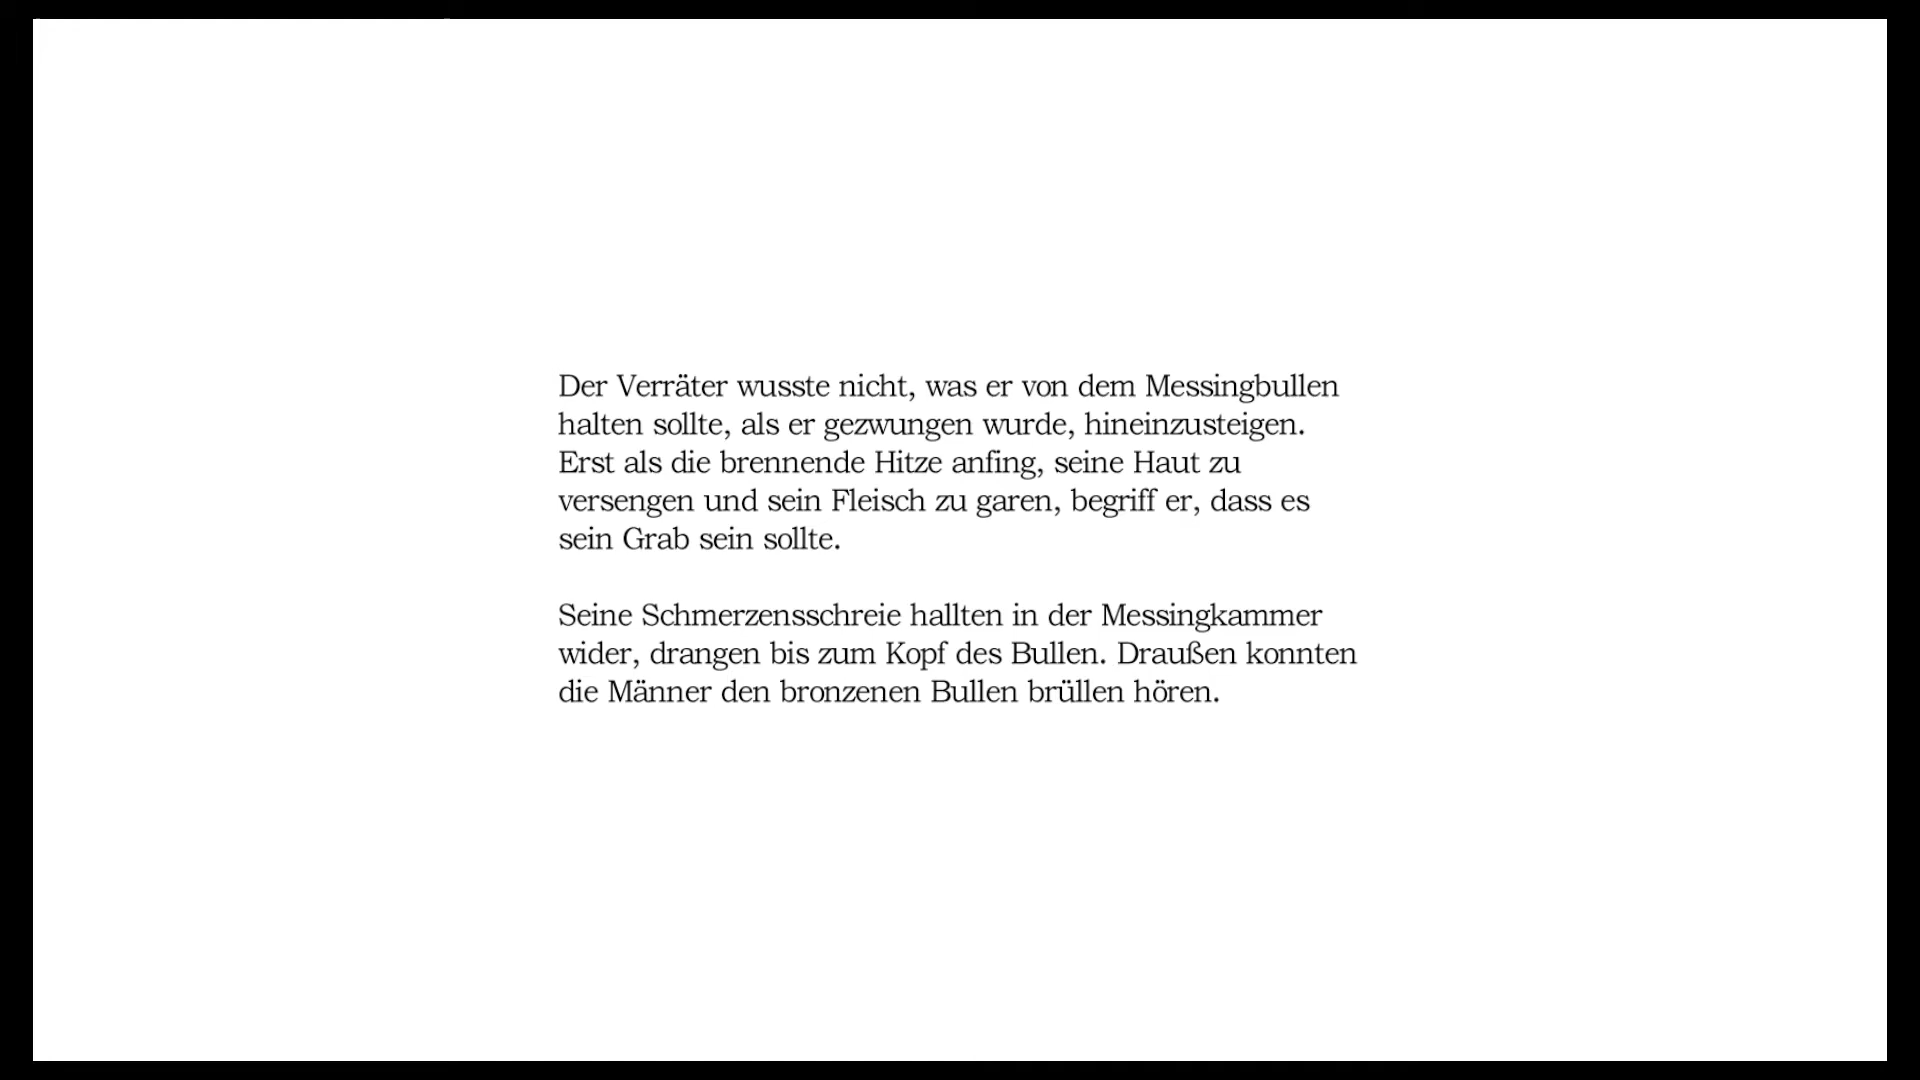 Der Verräter wusste nicht, was er von dem Messingbullen
halten sollte, als er gezwungen wurde, hineinzusteigen.
Erst als die brennende Hitze anfing, seine Haut zu
versengen und sein Fleisch zu garen, begriff er, dass es
sein Grab sein sollte.
Seine Schmerzensschreie hallten in der Messingkammer
wider, drangen bis zum Kopf des Bullen. Draußen konnten
die Männer den bronzenen Bullen brüllen hören.